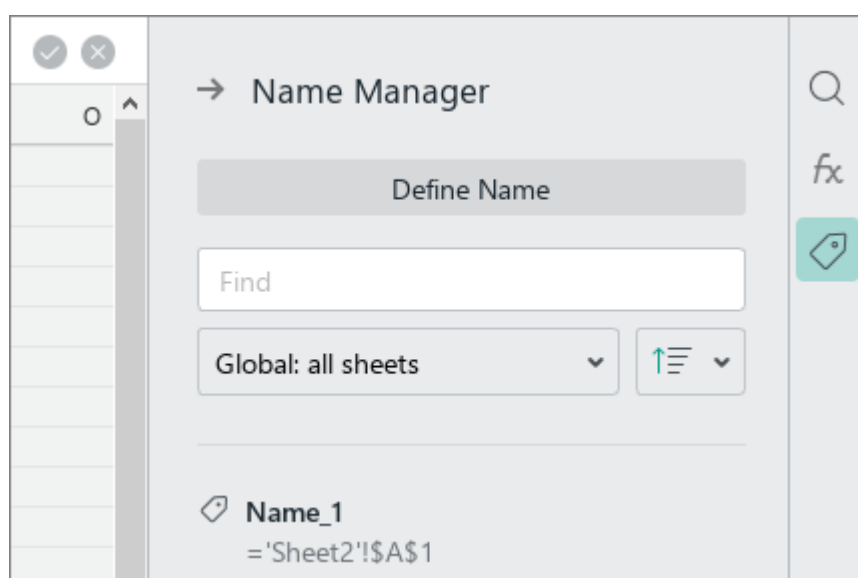 Name Manager
O
fx
Define Name
Find
Global: all sheets
Name_1
='Sheet2'!$A$1